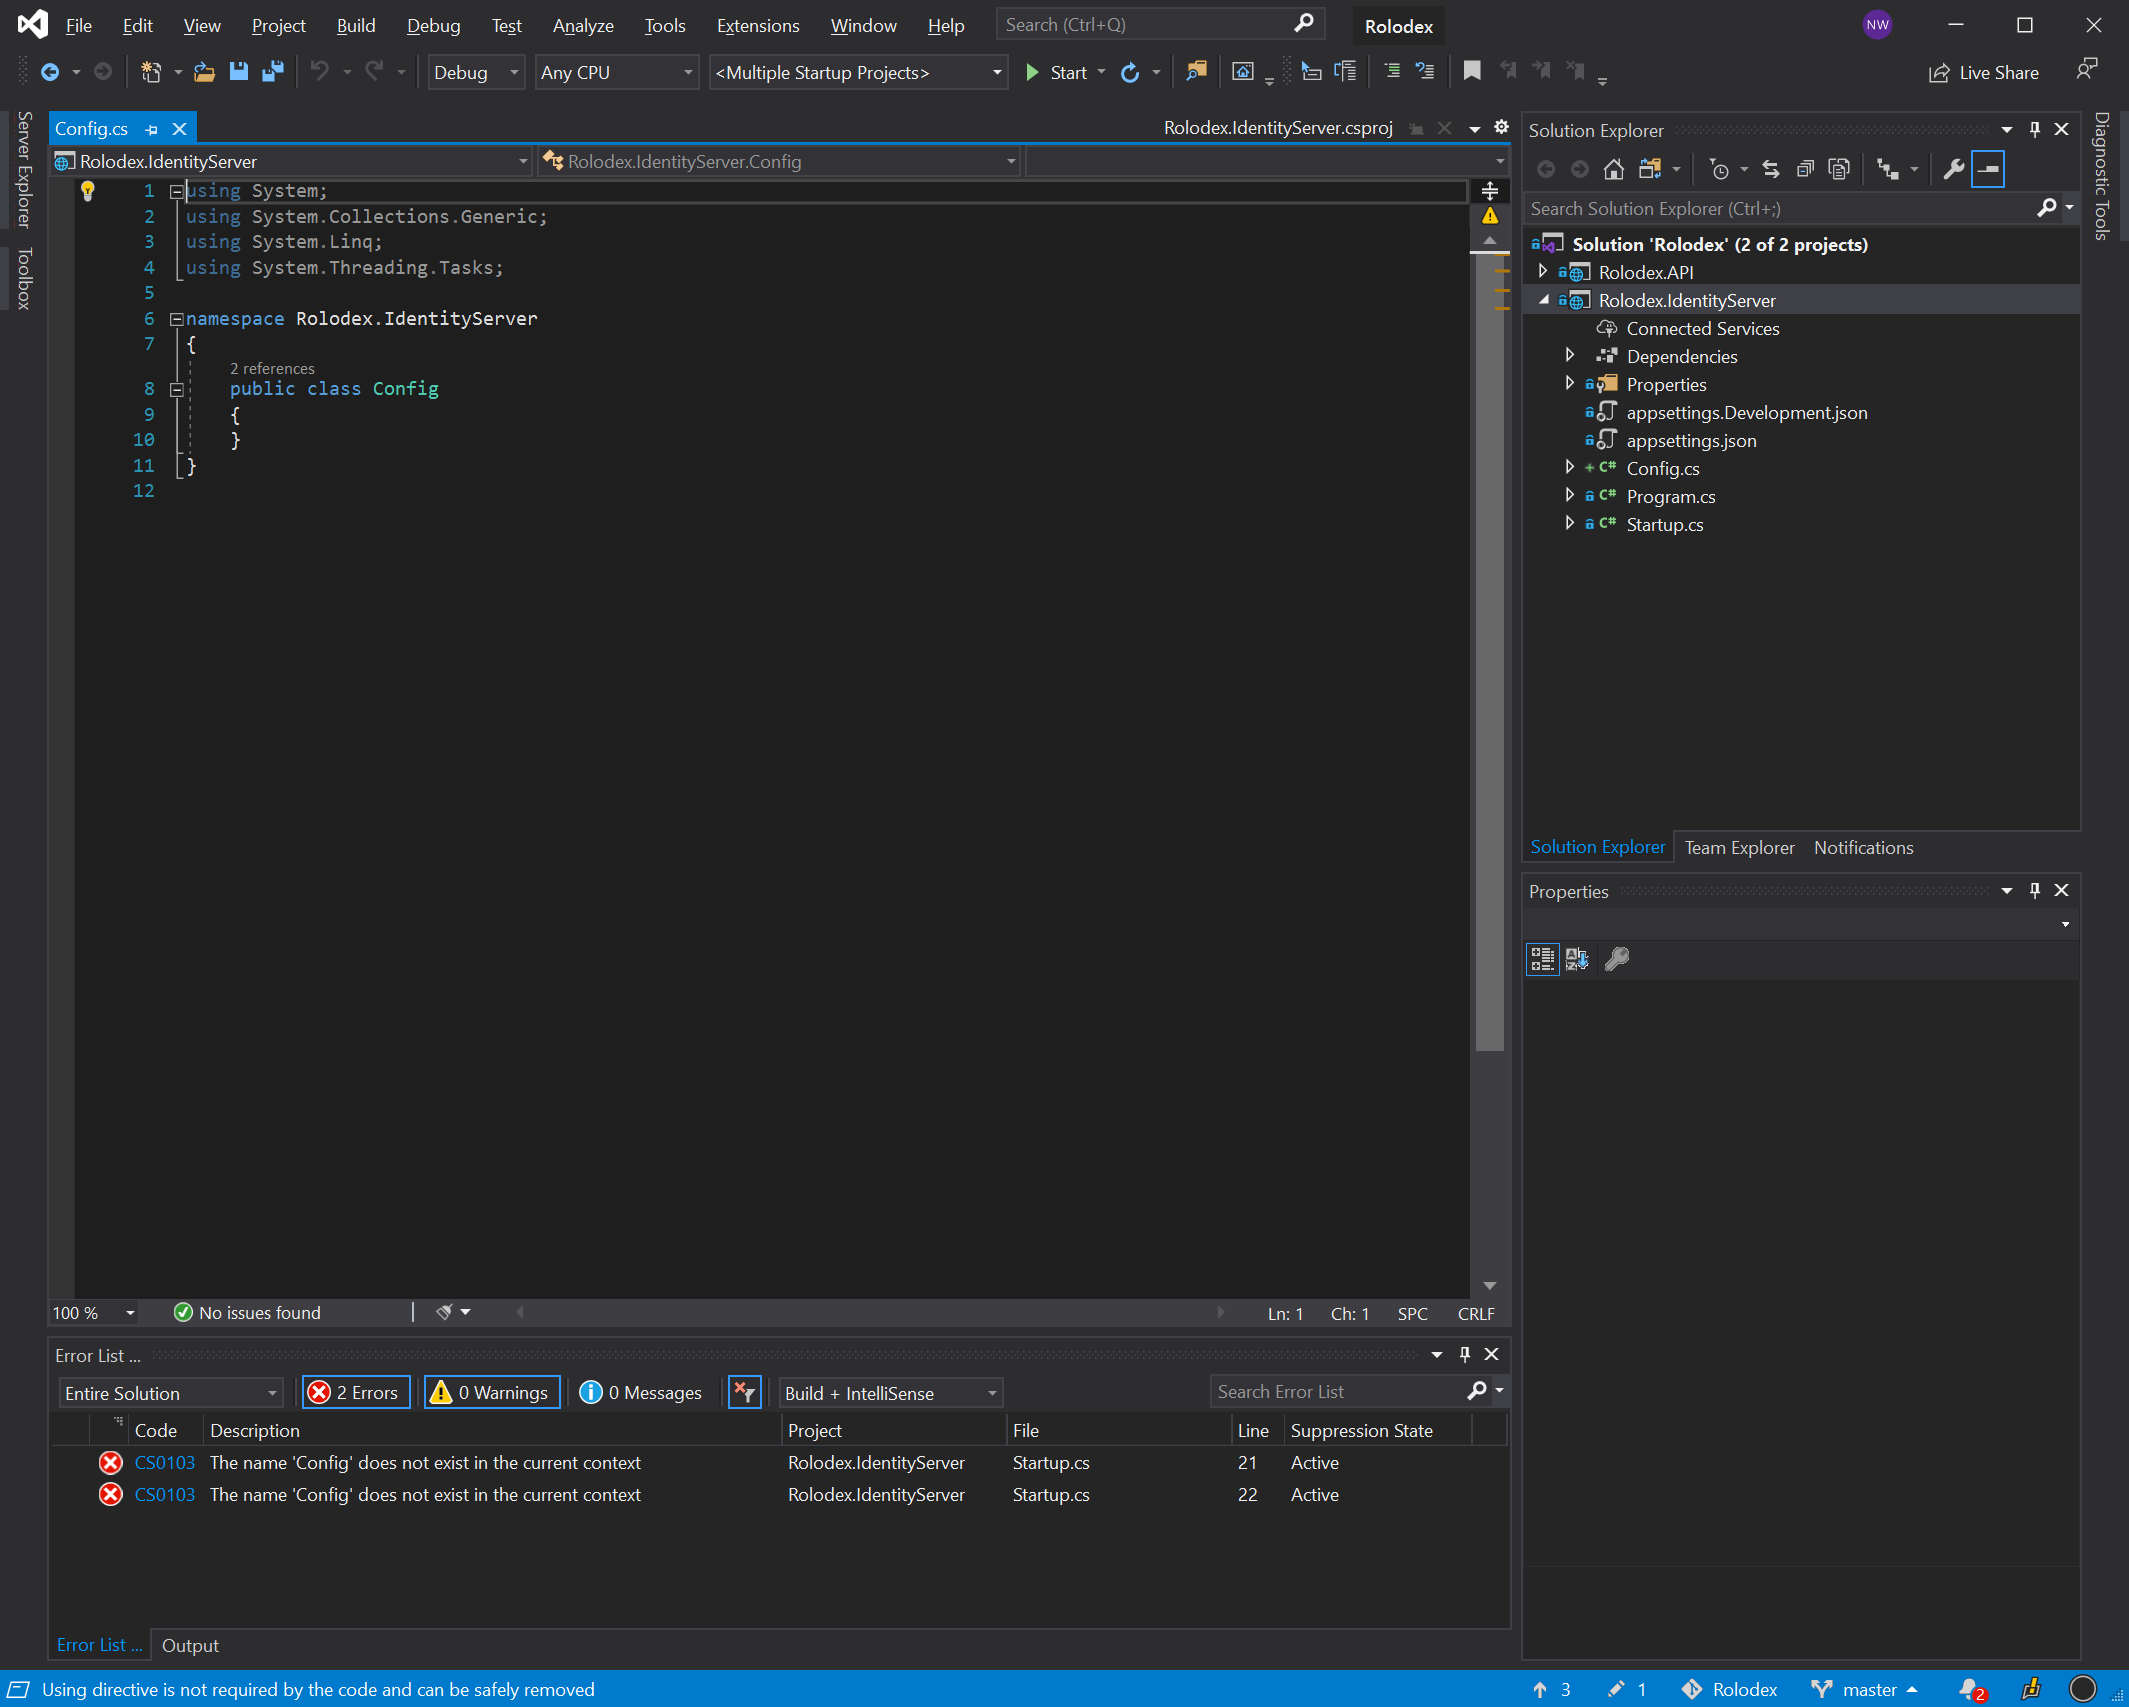 File Edit View Project Build Debug Test Analyze Tools Extensions Window Help Search (Ctrl+Q) Rolodex NW
Debug Any CPU <Multiple Startup Projects> Start Live Share
Server Explorer
Toolbox
Config.cs Rolodex.IdentityServer.csproj
Rolodex.IdentityServer Rolodex.IdentityServer.Config
1 using System;
2 using System.Collections.Generic;
3 using System.Linq;
4 using System.Threading.Tasks;
5
6 namespace Rolodex.IdentityServer
7 {
2 references
8 public class Config
9 {
10 }
11 }
12
100 % No issues found Ln: 1 Ch: 1 SPC CRLF
Error List ...
Entire Solution 2 Errors 0 Warnings 0 Messages Build + IntelliSense Search Error List
Code Description Project File Line Suppression State
CS0103 The name 'Config' does not exist in the current context Rolodex.IdentityServer Startup.cs 21 Active
CS0103 The name 'Config' does not exist in the current context Rolodex.IdentityServer Startup.cs 22 Active
Error List ... Output
Solution Explorer
Search Solution Explorer (Ctrl+;)
Solution 'Rolodex' (2 of 2 projects)
Rolodex.API
Rolodex.IdentityServer
Connected Services
Dependencies
Properties
appsettings.Development.json
appsettings.json
C# Config.cs
C# Program.cs
C# Startup.cs
Solution Explorer Team Explorer Notifications
Properties
Diagnostic Tools
Using directive is not required by the code and can be safely removed 3 1 Rolodex master 2